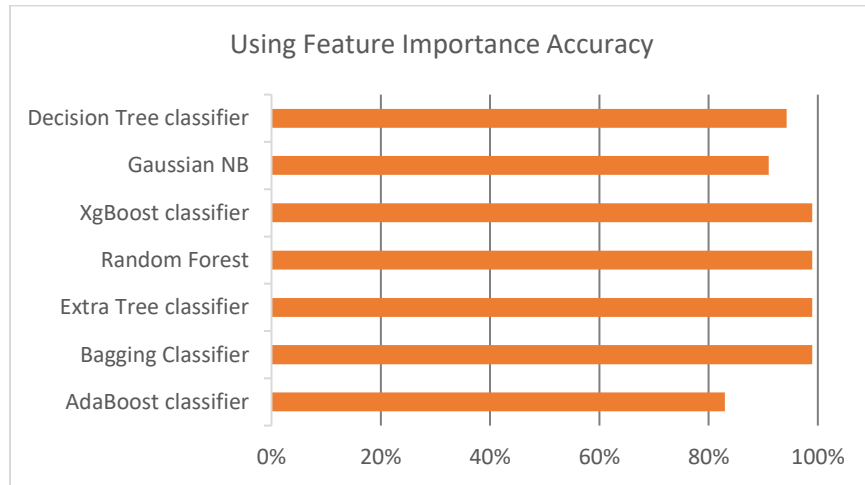 Using Feature Importance Accuracy
Decision Tree classifier
Gaussian NB
XgBoost classifier
Random Forest
Extra Tree classifier
Bagging Classifier
AdaBoost classifier
0% 20% 40% 60% 80% 100%